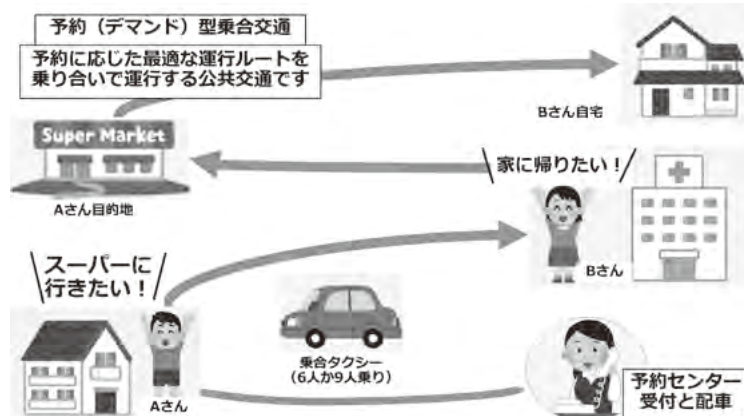 予約（デマンド）型乗合交通
予約に応じた最適な運行ルートを
乗り合いで運行する公共交通です
Bさん自宅
Super Market
Aさん目的地
家に帰りたい！
Bさん
スーパーに
行きたい！
Aさん
乗合タクシー
（6人か9人乗り）
予約センター
受付と配車